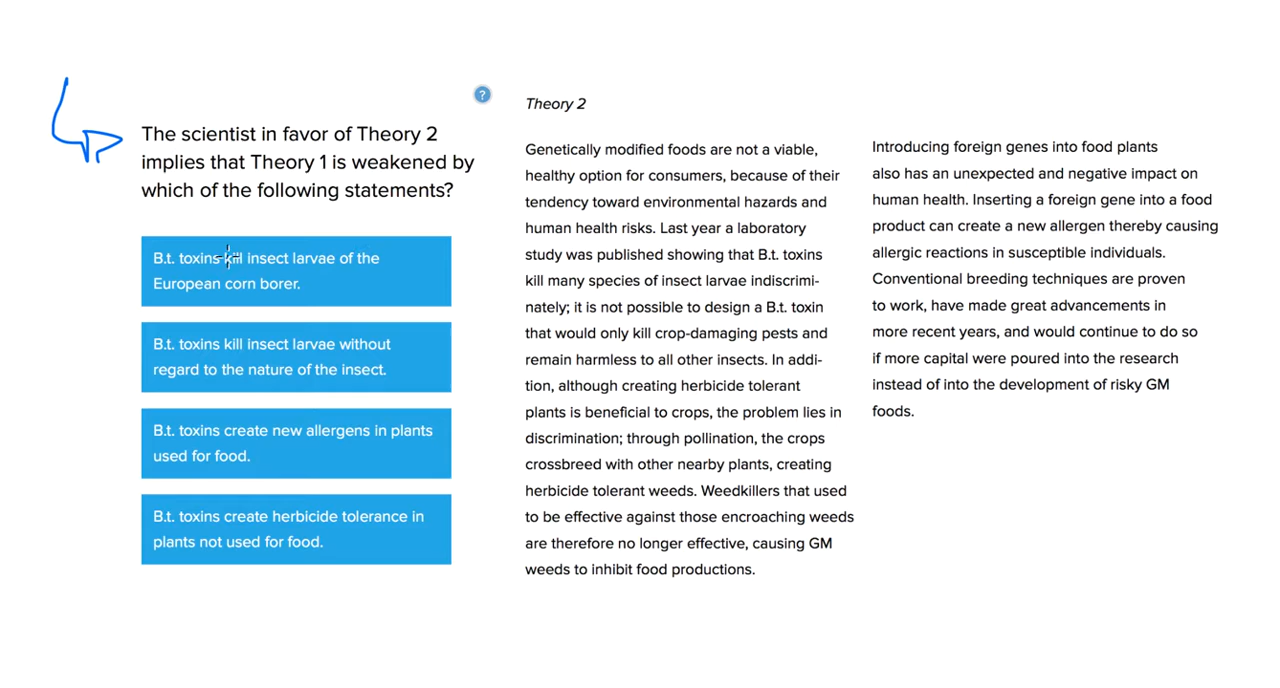 ?
The scientist in favor of Theory 2
implies that Theory 1 is weakened by
which of the following statements?
B.t. toxins kill insect larvae of the
European corn borer.
B.t. toxins kill insect larvae without
regard to the nature of the insect.
B.t. toxins create new allergens in plants
used for food.
B.t. toxins create herbicide tolerance in
plants not used for food.
Theory 2
Genetically modified foods are not a viable,
healthy option for consumers, because of their
tendency toward environmental hazards and
human health risks. Last year a laboratory
study was published showing that B.t. toxins
kill many species of insect larvae indiscrimi-
nately; it is not possible to design a B.t. toxin
that would only kill crop-damaging pests and
remain harmless to all other insects. In addi-
tion, although creating herbicide tolerant
plants is beneficial to crops, the problem lies in
discrimination; through pollination, the crops
crossbreed with other nearby plants, creating
herbicide tolerant weeds. Weedkillers that used
to be effective against those encroaching weeds
are therefore no longer effective, causing GM
weeds to inhibit food productions.
Introducing foreign genes into food plants
also has an unexpected and negative impact on
human health. Inserting a foreign gene into a food
product can create a new allergen thereby causing
allergic reactions in susceptible individuals.
Conventional breeding techniques are proven
to work, have made great advancements in
more recent years, and would continue to do so
if more capital were poured into the research
instead of into the development of risky GM
foods.